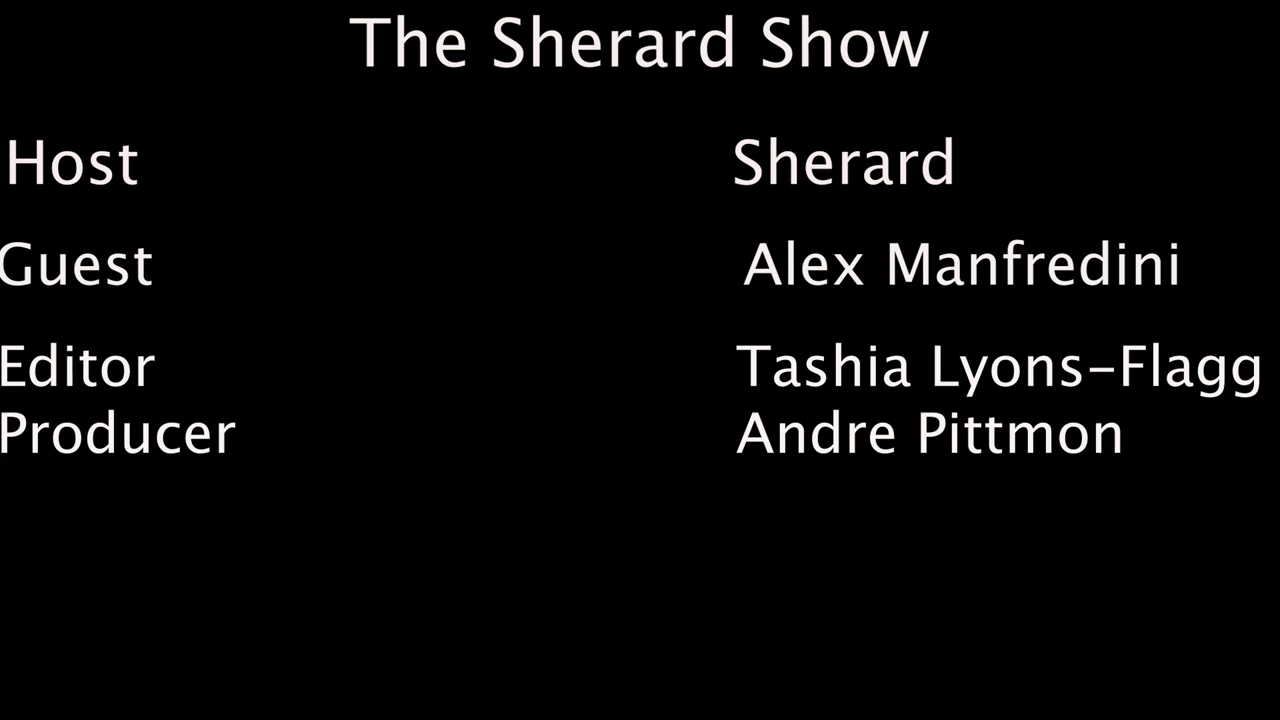 The Sherard Show
Host Sherard
Guest Alex Manfredini
Editor Tashia Lyons-Flagg
Producer Andre Pittmon